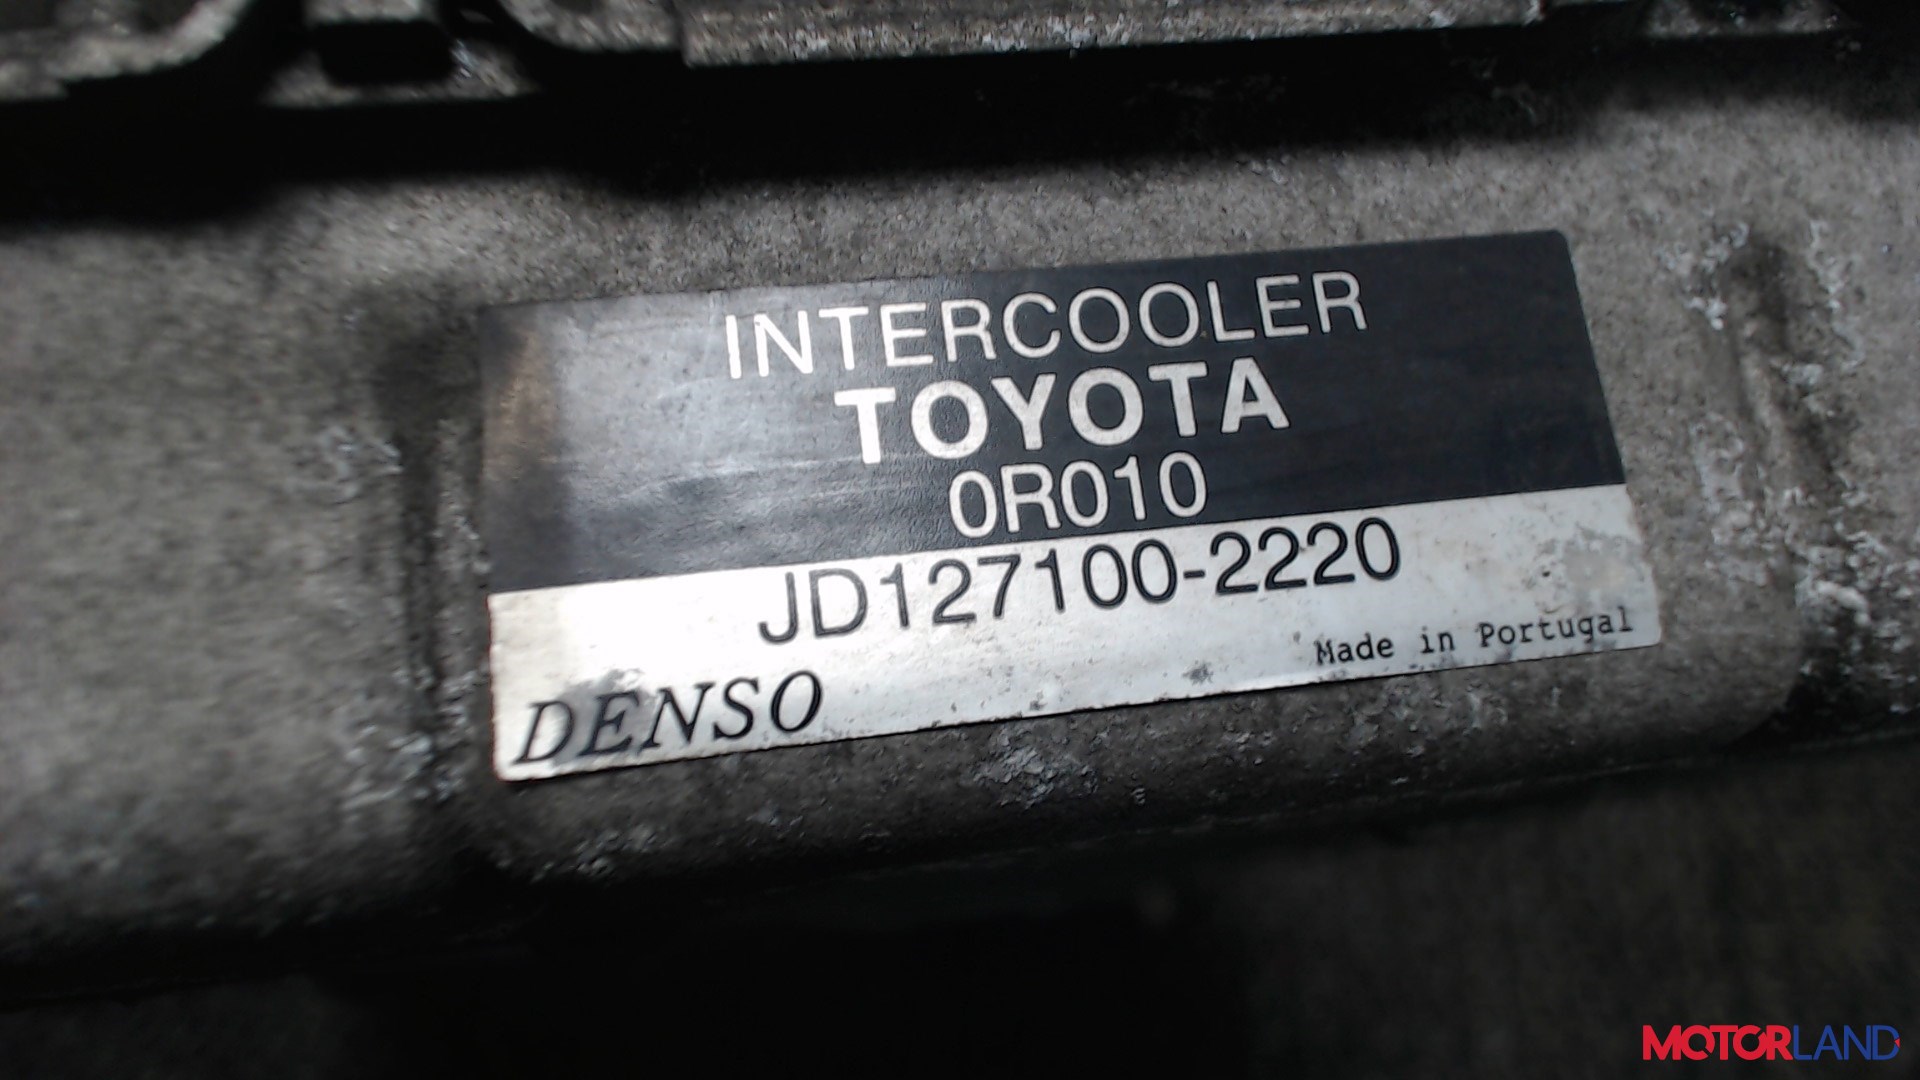 INTERCOOLER
TOYOTA
0R010
JD127100-2220
Made in Portugal
DENSO
MOTORLAND